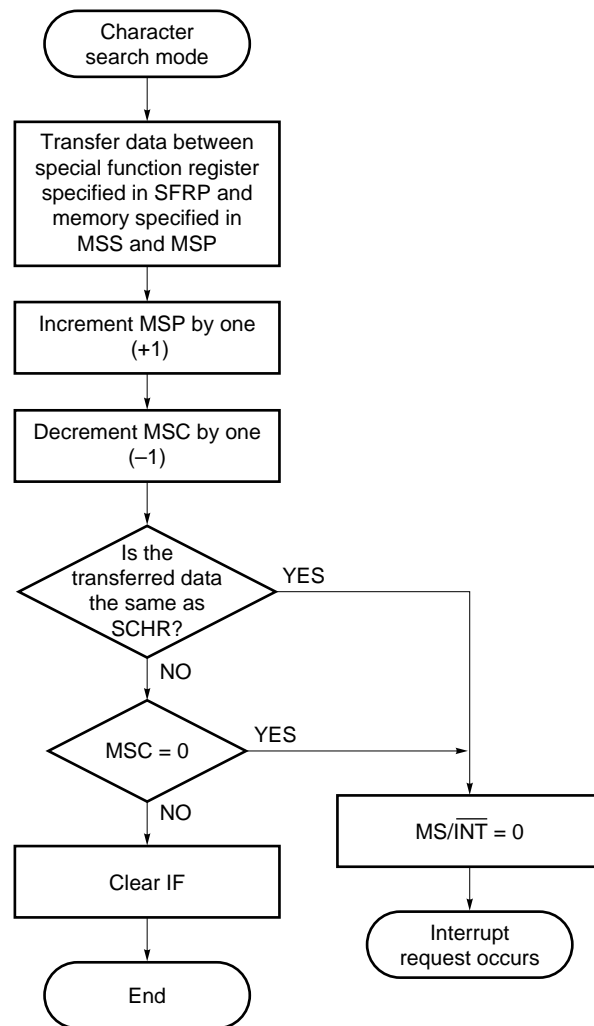 Character
search mode
Transfer data between
special function register
specified in SFRP and
memory specified in
MSS and MSP
Increment MSP by one
(+1)
Decrement MSC by one
(–1)
Is the
transferred data
the same as
SCHR?
YES
NO
MSC = 0
YES
NO
MS/I̅N̅T̅ = 0
Clear IF
Interrupt
request occurs
End